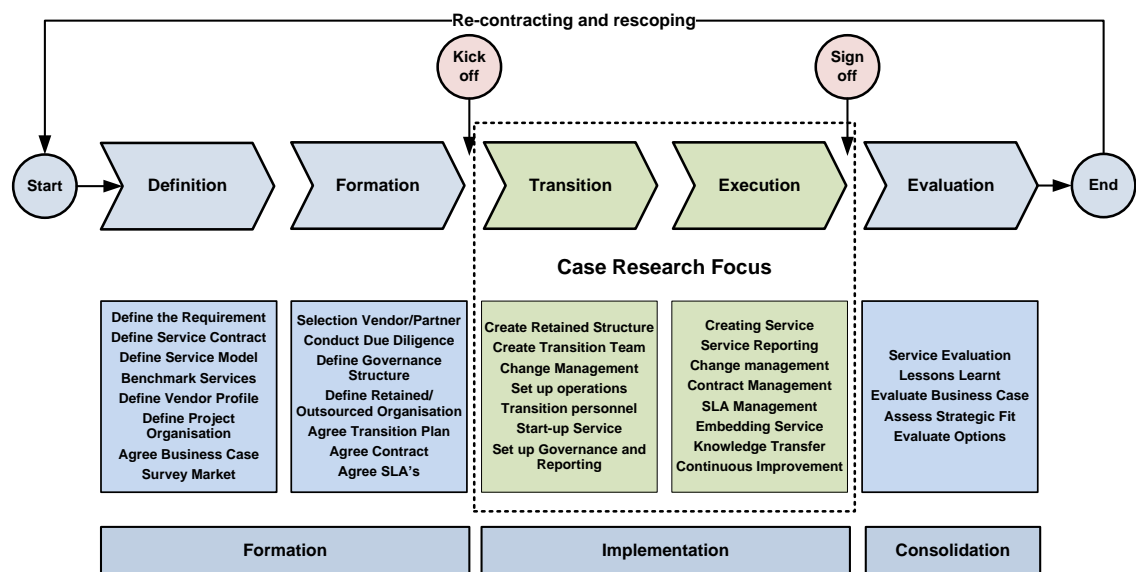 Re-contracting and rescoping
Kick
off
Sign
off
Start
Definition
Formation
Transition
Execution
Evaluation
End
Case Research Focus
Define the Requirement
Define Service Contract
Define Service Model
Benchmark Services
Define Vendor Profile
Define Project
Organisation
Agree Business Case
Survey Market
Selection Vendor/Partner
Conduct Due Diligence
Define Governance
Structure
Define Retained/
Outsourced Organisation
Agree Transition Plan
Agree Contract
Agree SLA's
Create Retained Structure
Create Transition Team
Change Management
Set up operations
Transition personnel
Start-up Service
Set up Governance and
Reporting
Creating Service
Service Reporting
Change management
Contract Management
SLA Management
Embedding Service
Knowledge Transfer
Continuous Improvement
Service Evaluation
Lessons Learnt
Evaluate Business Case
Assess Strategic Fit
Evaluate Options
Formation
Implementation
Consolidation